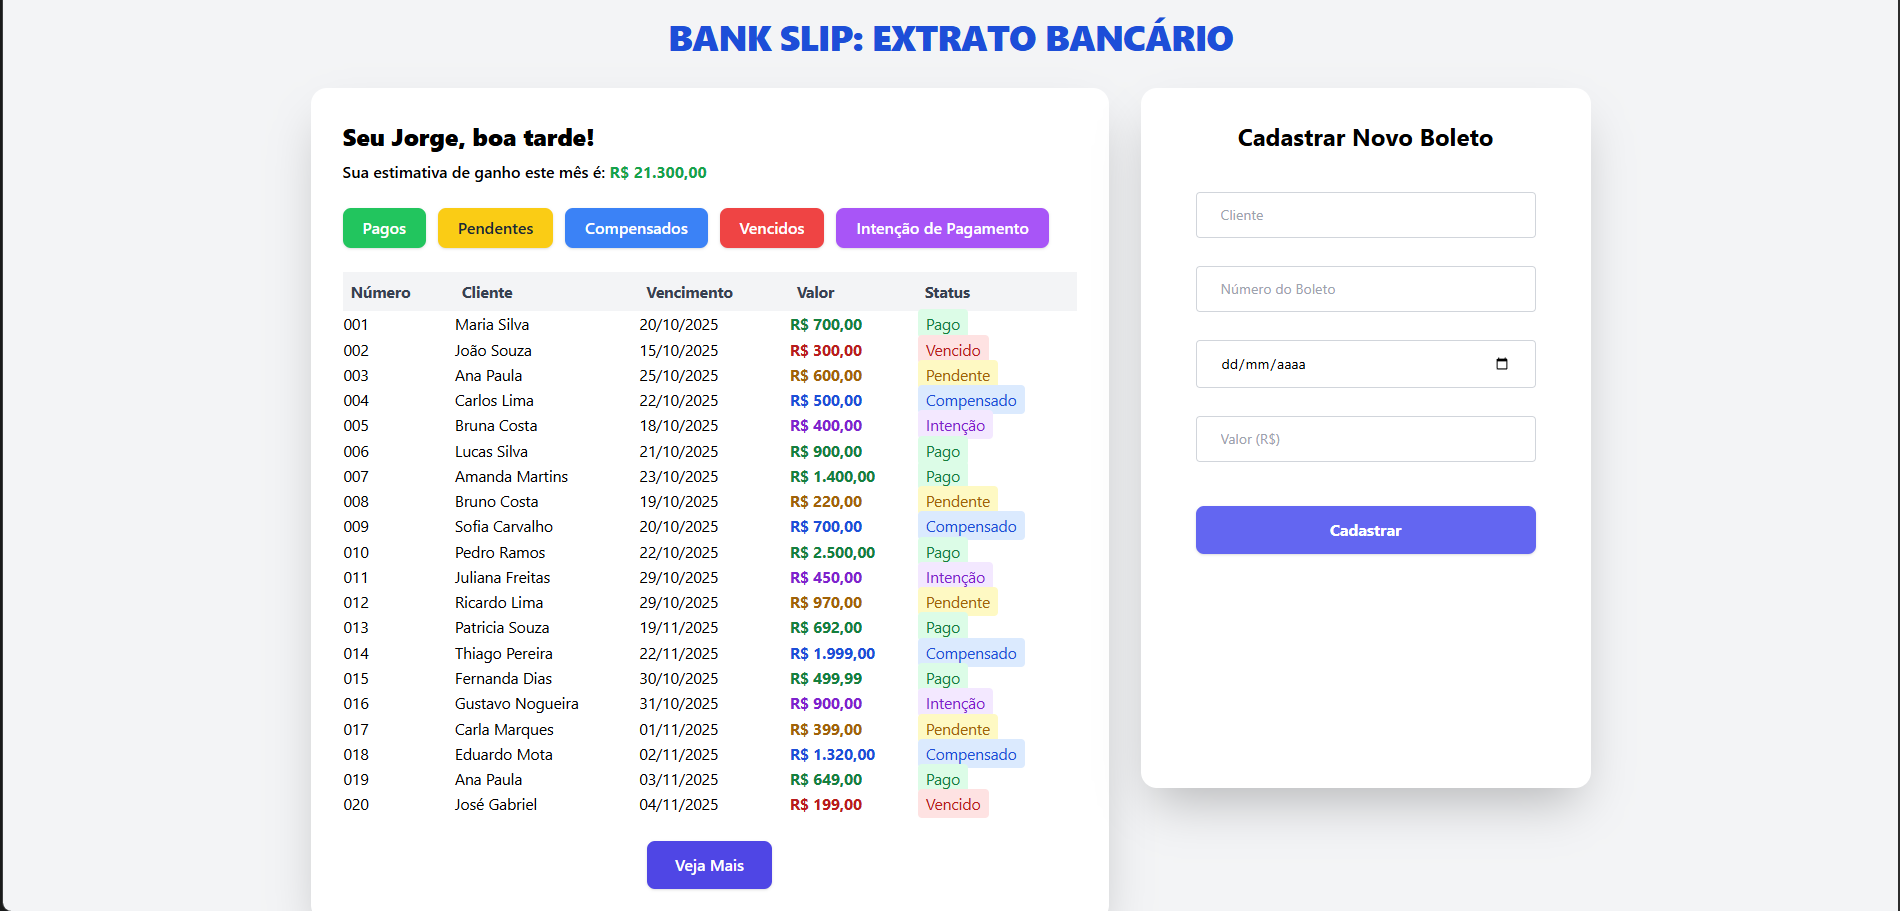 BANK SLIP: EXTRATO BANCÁRIO
Seu Jorge, boa tarde!
Sua estimativa de ganho este mês é: R$ 21.300,00
Pagos Pendentes Compensados Vencidos Intenção de Pagamento
Número Cliente Vencimento Valor Status
001 Maria Silva 20/10/2025 R$ 700,00 Pago
002 João Souza 15/10/2025 R$ 300,00 Vencido
003 Ana Paula 25/10/2025 R$ 600,00 Pendente
004 Carlos Lima 22/10/2025 R$ 500,00 Compensado
005 Bruna Costa 18/10/2025 R$ 400,00 Intenção
006 Lucas Silva 21/10/2025 R$ 900,00 Pago
007 Amanda Martins 23/10/2025 R$ 1.400,00 Pago
008 Bruno Costa 19/10/2025 R$ 220,00 Pendente
009 Sofia Carvalho 20/10/2025 R$ 700,00 Compensado
010 Pedro Ramos 22/10/2025 R$ 2.500,00 Pago
011 Juliana Freitas 29/10/2025 R$ 450,00 Intenção
012 Ricardo Lima 29/10/2025 R$ 970,00 Pendente
013 Patricia Souza 19/11/2025 R$ 692,00 Pago
014 Thiago Pereira 22/11/2025 R$ 1.999,00 Compensado
015 Fernanda Dias 30/10/2025 R$ 499,99 Pago
016 Gustavo Nogueira 31/10/2025 R$ 900,00 Intenção
017 Carla Marques 01/11/2025 R$ 399,00 Pendente
018 Eduardo Mota 02/11/2025 R$ 1.320,00 Compensado
019 Ana Paula 03/11/2025 R$ 649,00 Pago
020 José Gabriel 04/11/2025 R$ 199,00 Vencido
Veja Mais
Cadastrar Novo Boleto
Cliente
Número do Boleto
dd/mm/aaaa
Valor (R$)
Cadastrar